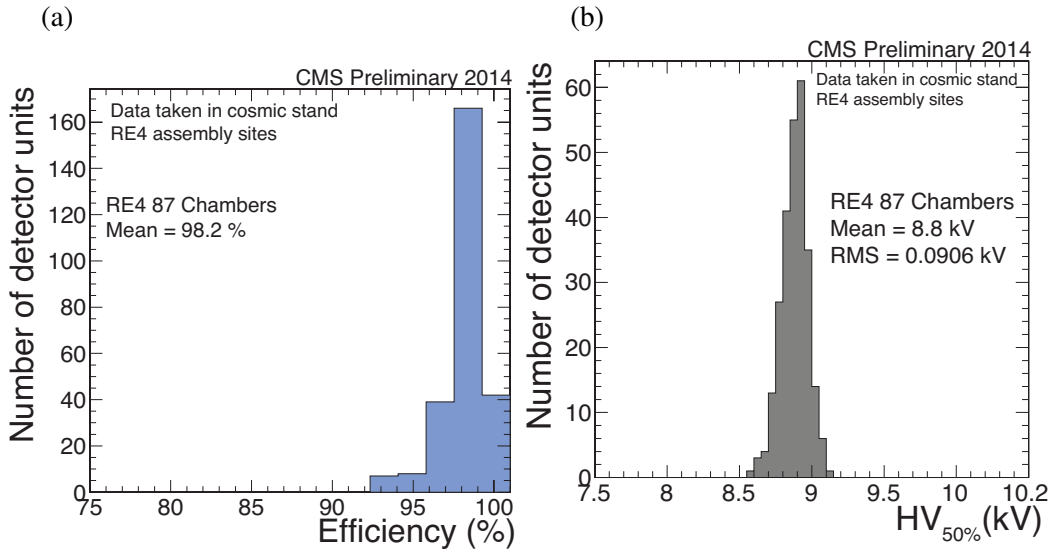 (a)
CMS Preliminary 2014
Data taken in cosmic stand
RE4 assembly sites
RE4 87 Chambers
Mean = 98.2 %
Number of detector units
160
140
120
100
80
60
40
20
0
75 80 85 90 95 100
Efficiency (%)
(b)
CMS Preliminary 2014
Data taken in cosmic stand
RE4 assembly sites
RE4 87 Chambers
Mean = 8.8 kV
RMS = 0.0906 kV
Number of detector units
60
50
40
30
20
10
0
7.5 8 8.5 9 9.5 10 10.2
HV50%(kV)